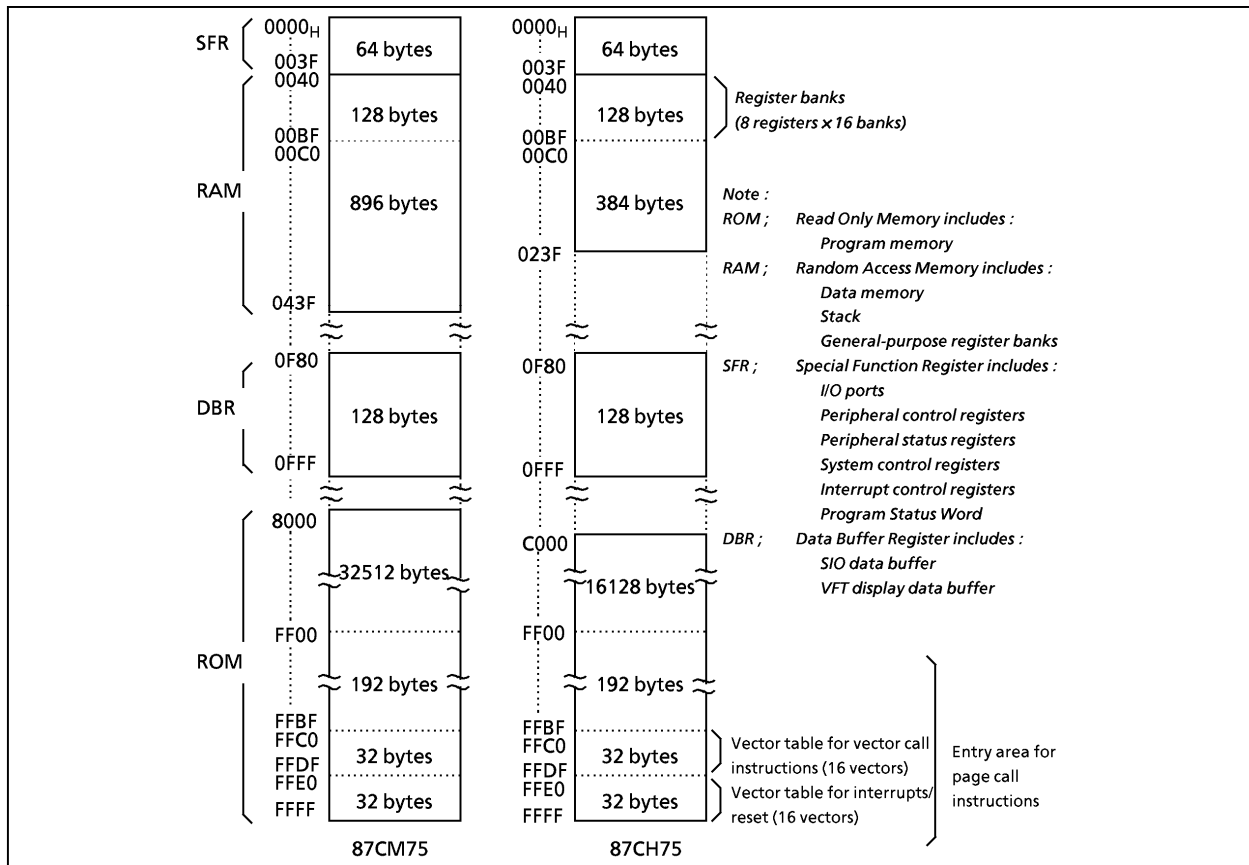 SFR
RAM
DBR
ROM
0000H
003F
0040
00BF
00C0
043F
0F80
0FFF
8000
FF00
FFBF
FFC0
FFDF
FFE0
FFFF
64 bytes
128 bytes
896 bytes
128 bytes
32512 bytes
192 bytes
32 bytes
32 bytes
87CM75
0000H
003F
0040
00BF
00C0
023F
0F80
0FFF
C000
FF00
FFBF
FFC0
FFDF
FFE0
FFFF
64 bytes
128 bytes
384 bytes
128 bytes
16128 bytes
192 bytes
32 bytes
32 bytes
87CH75
Register banks
(8 registers × 16 banks)
Note :
ROM ; Read Only Memory includes :
Program memory
RAM ; Random Access Memory includes :
Data memory
Stack
General-purpose register banks
SFR ; Special Function Register includes :
I/O ports
Peripheral control registers
Peripheral status registers
System control registers
Interrupt control registers
Program Status Word
DBR ; Data Buffer Register includes :
SIO data buffer
VFT display data buffer
Vector table for vector call
instructions (16 vectors)
Vector table for interrupts/
reset (16 vectors)
Entry area for
page call
instructions